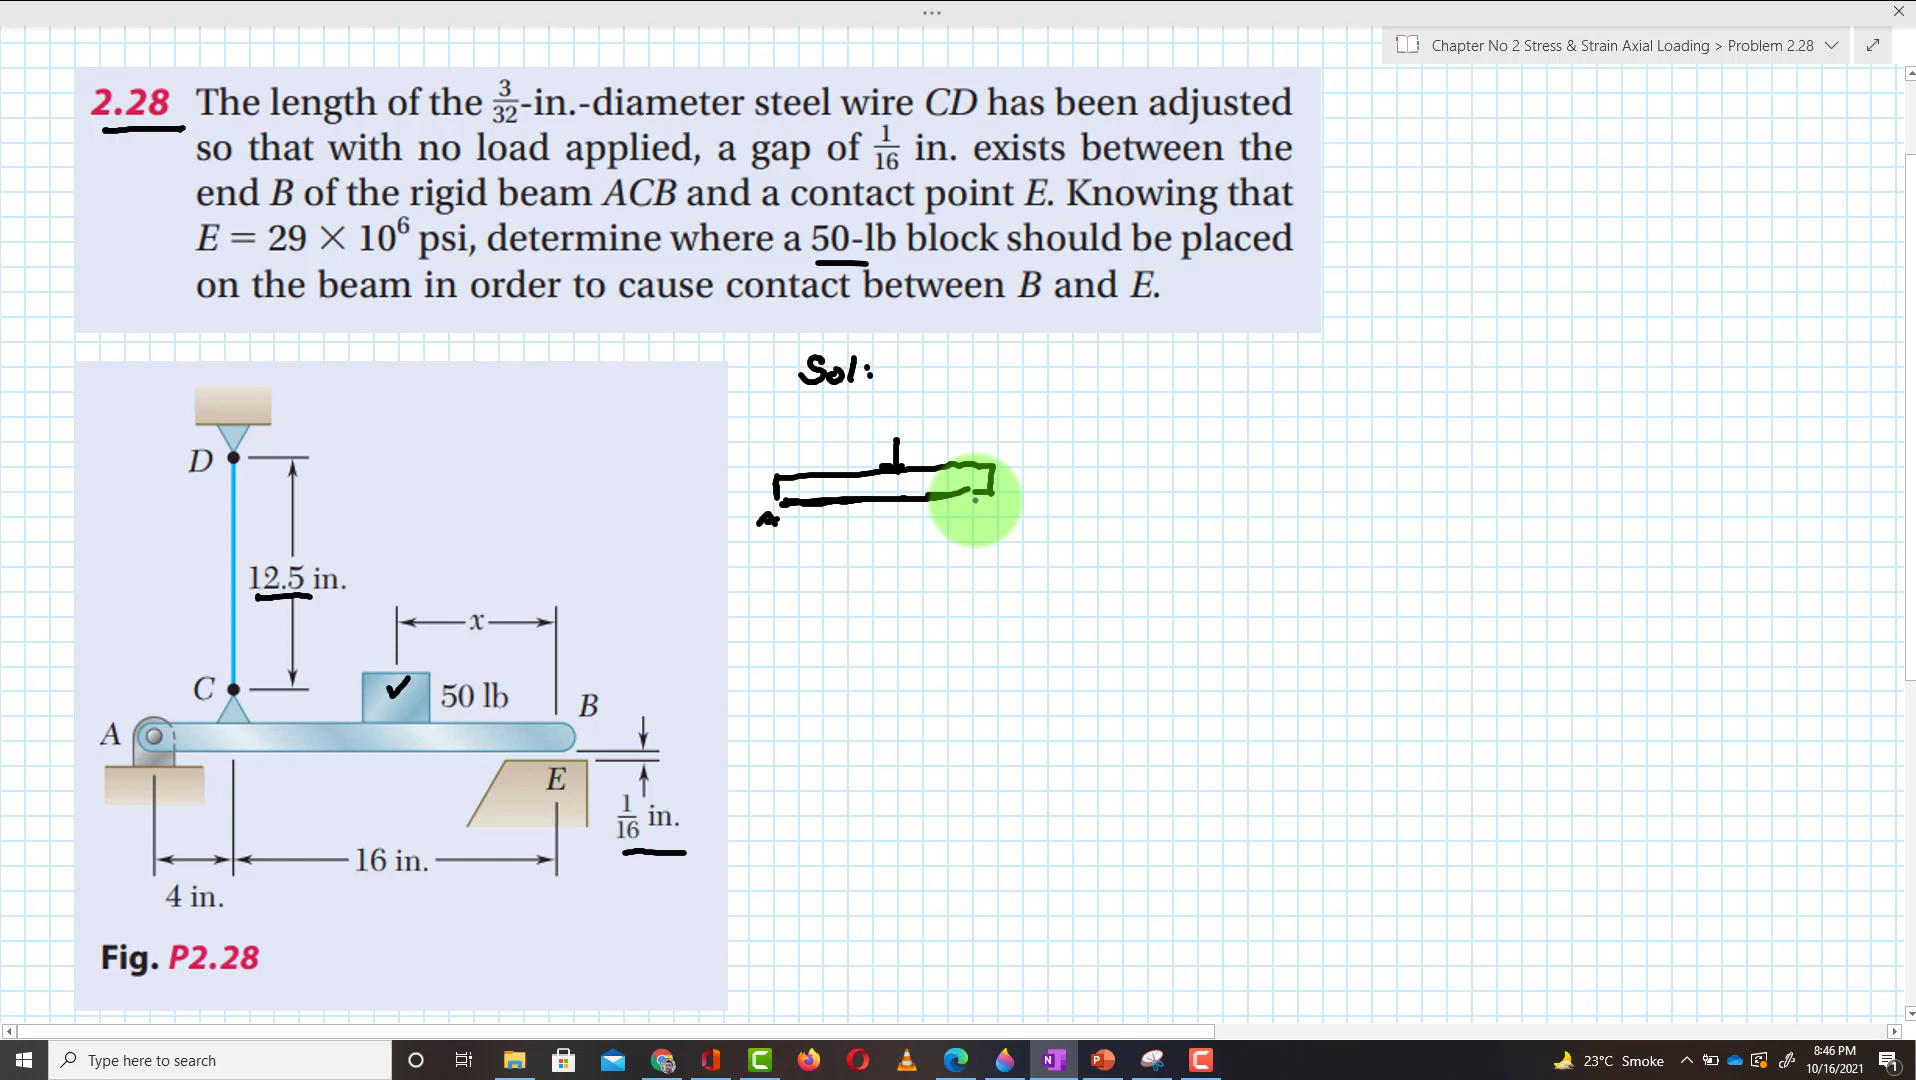 Chapter No 2 Stress & Strain Axial Loading > Problem 2.28
2.28 The length of the 3/32-in.-diameter steel wire CD has been adjusted
so that with no load applied, a gap of 1/16 in. exists between the
end B of the rigid beam ACB and a contact point E. Knowing that
E = 29 × 10⁶ psi, determine where a 50-lb block should be placed
on the beam in order to cause contact between B and E.
Sol:
D
12.5 in.
x
C
50 lb
B
A
E
1/16 in.
16 in.
4 in.
Fig. P2.28
A
Type here to search
23°C Smoke
8:46 PM
10/16/2021
1